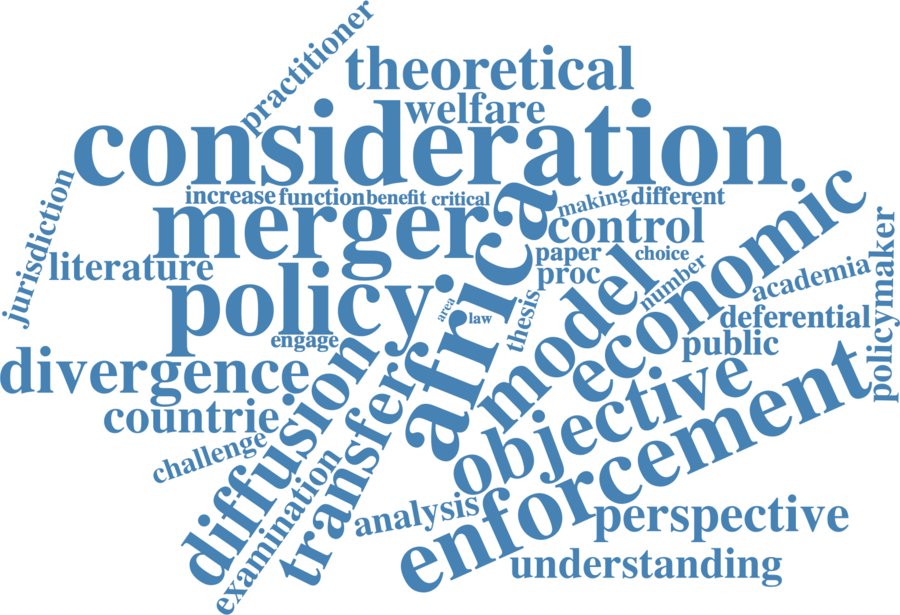 practitioner
theoretical
welfare
consideration
increase
function
benefit
critical
making
different
jurisdiction
merger
africa
control
economic
literature
paper
choice
proc
model
number
academia
policymaker
policy
area
law
thesis
deferential
engage
public
divergence
diffusion
transfer
objective
enforcement
countrie
challenge
examination
analysis
perspective
understanding